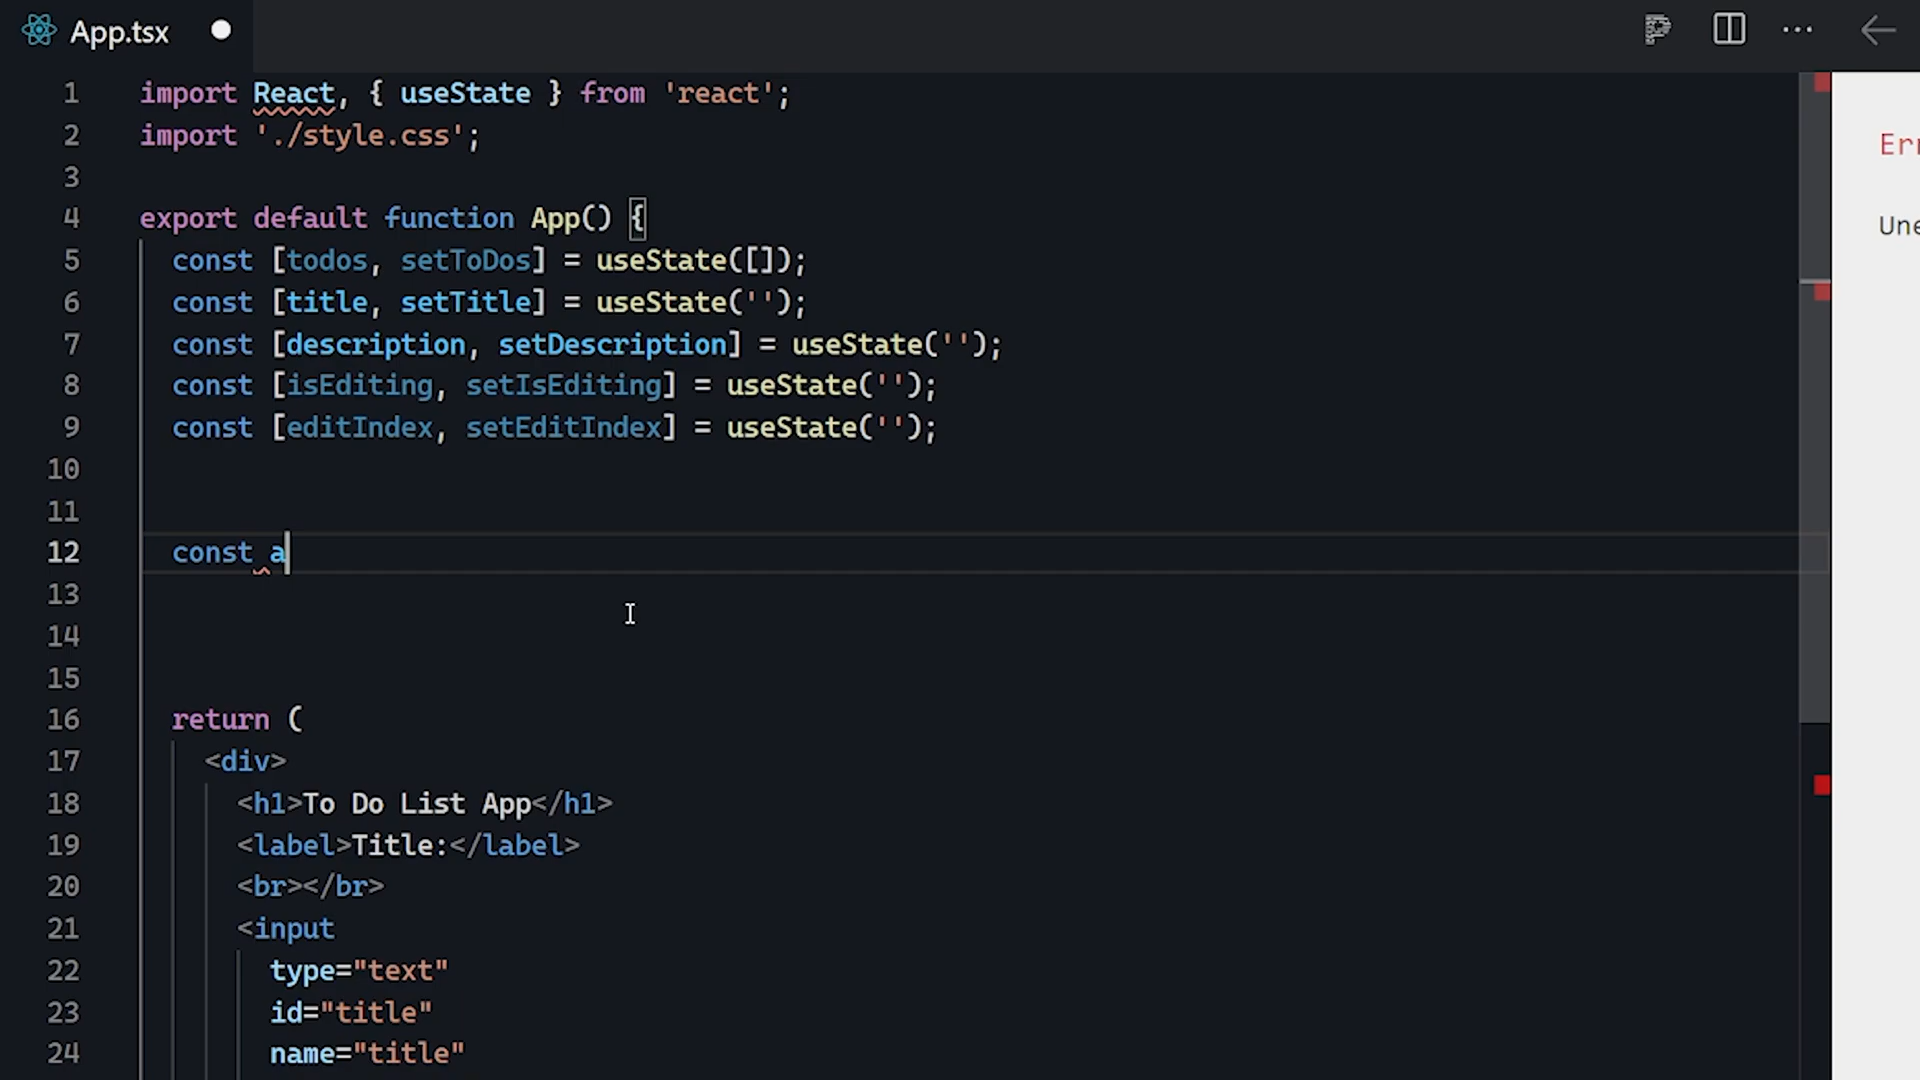 App.tsx
1 import React, { useState } from 'react';
2 import './style.css';
3
4 export default function App() {
5 const [todos, setToDos] = useState([]);
6 const [title, setTitle] = useState('');
7 const [description, setDescription] = useState('');
8 const [isEditing, setIsEditing] = useState('');
9 const [editIndex, setEditIndex] = useState('');
10
11
12 const a
13
14
15
16 return (
17 <div>
18 <h1>To Do List App</h1>
19 <label>Title:</label>
20 <br></br>
21 <input
22 type="text"
23 id="title"
24 name="title"
Err
Une